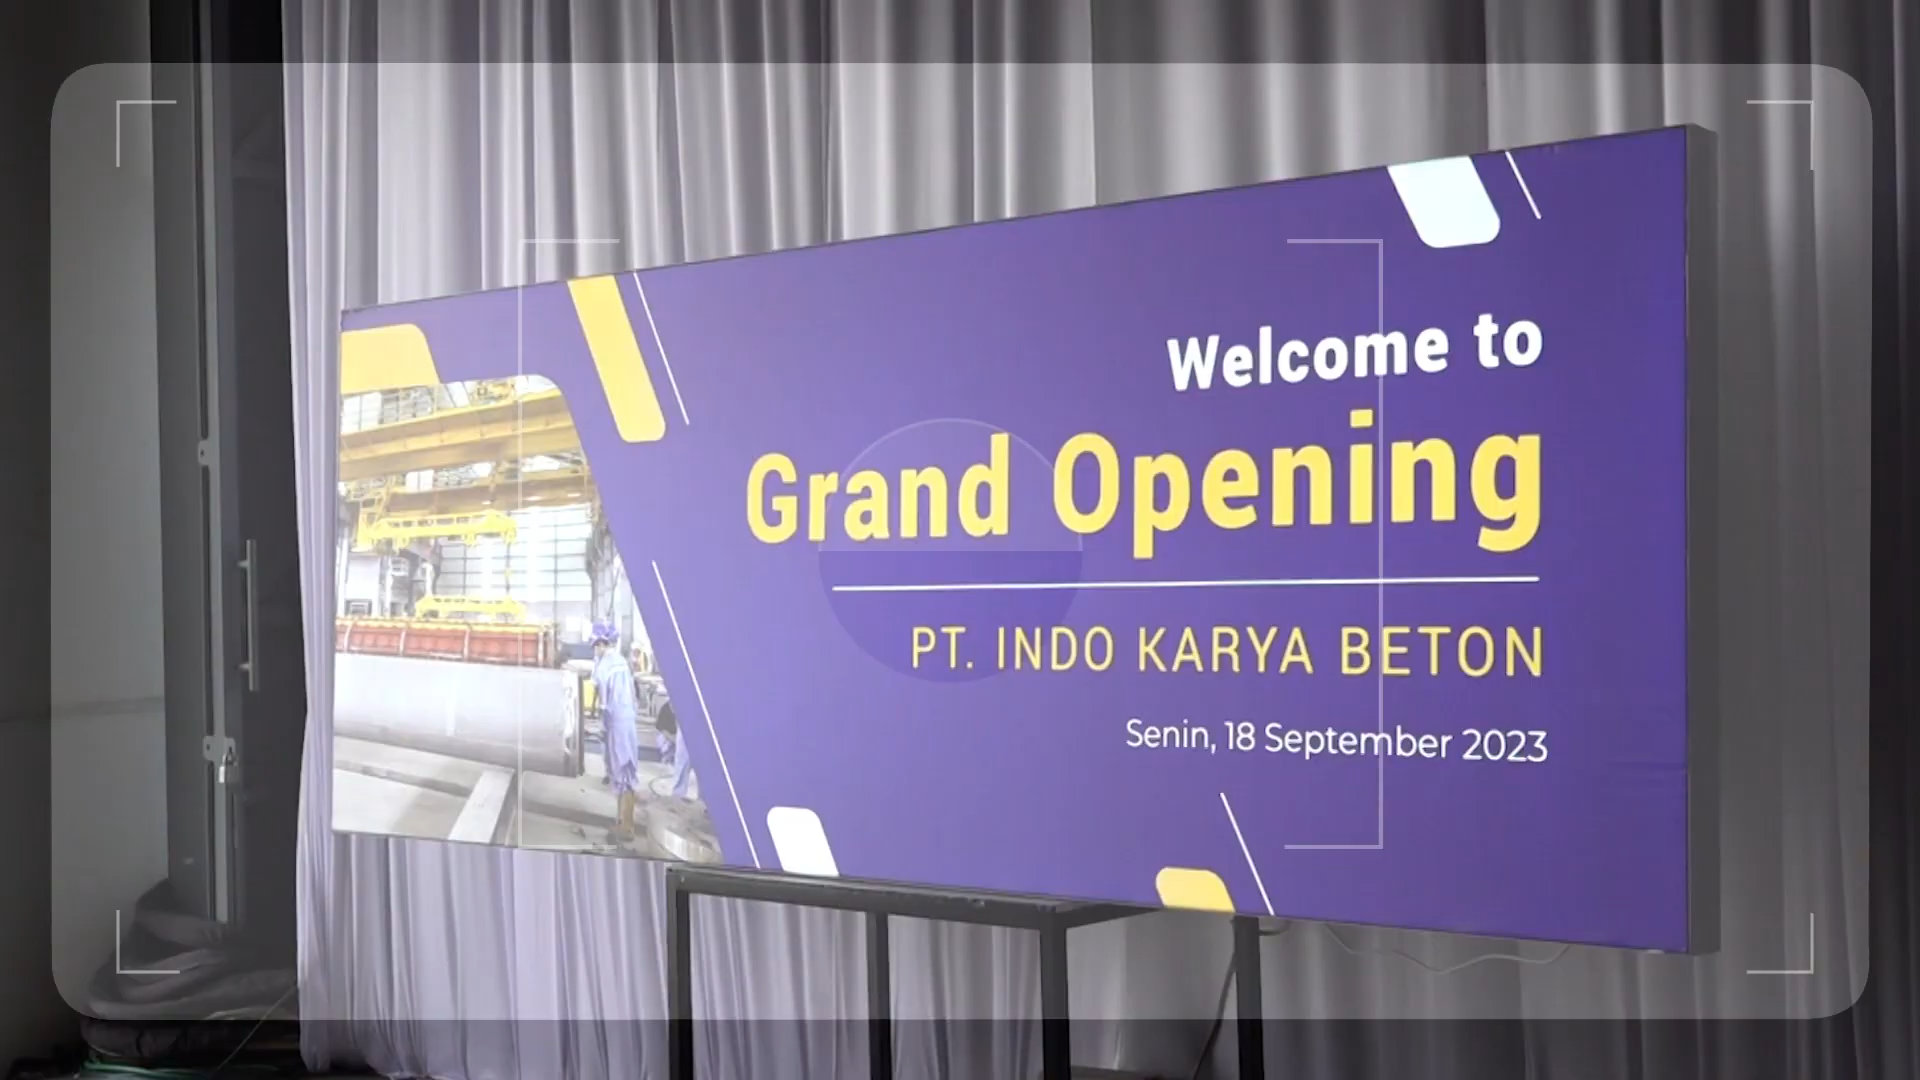 Welcome to
Grand Opening
PT. INDO KARYA BETON
Senin, 18 September 2023